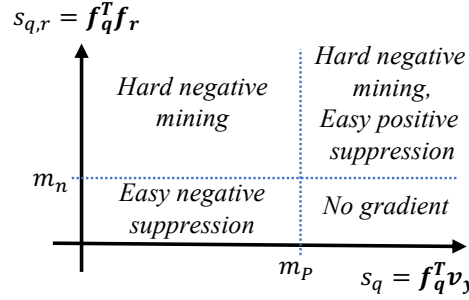 s_{q,r} = f_q^T f_r
Hard negative
mining
Hard negative
mining,
Easy positive
suppression
m_n
Easy negative
suppression
No gradient
m_P
s_q = f_q^T v_y